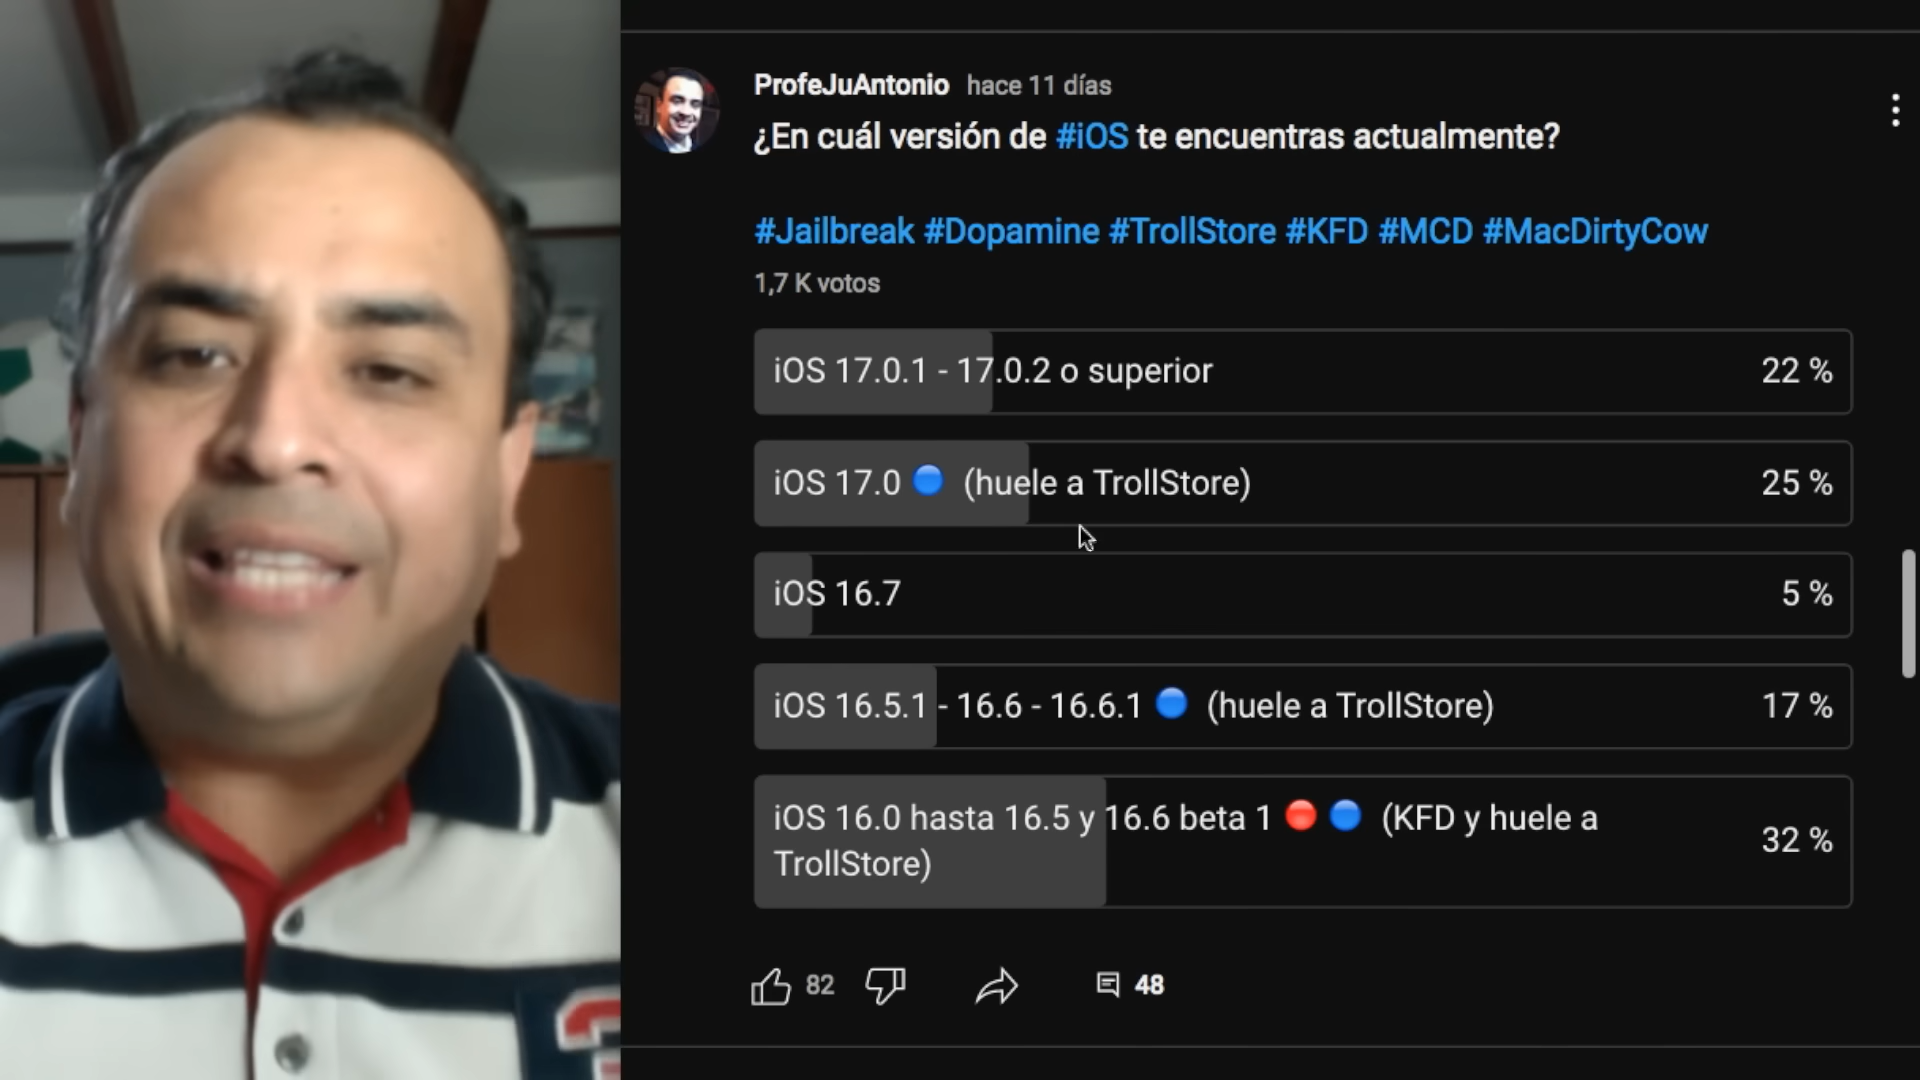 ProfeJuAntonio hace 11 días
¿En cuál versión de #iOS te encuentras actualmente?
#Jailbreak #Dopamine #TrollStore #KFD #MCD #MacDirtyCow
1,7 K votos
iOS 17.0.1 - 17.0.2 o superior 22 %
iOS 17.0 🔵 (huele a TrollStore) 25 %
iOS 16.7 5 %
iOS 16.5.1 - 16.6 - 16.6.1 🔵 (huele a TrollStore) 17 %
iOS 16.0 hasta 16.5 y 16.6 beta 1 🔴 🔵 (KFD y huele a
TrollStore) 32 %
82 48